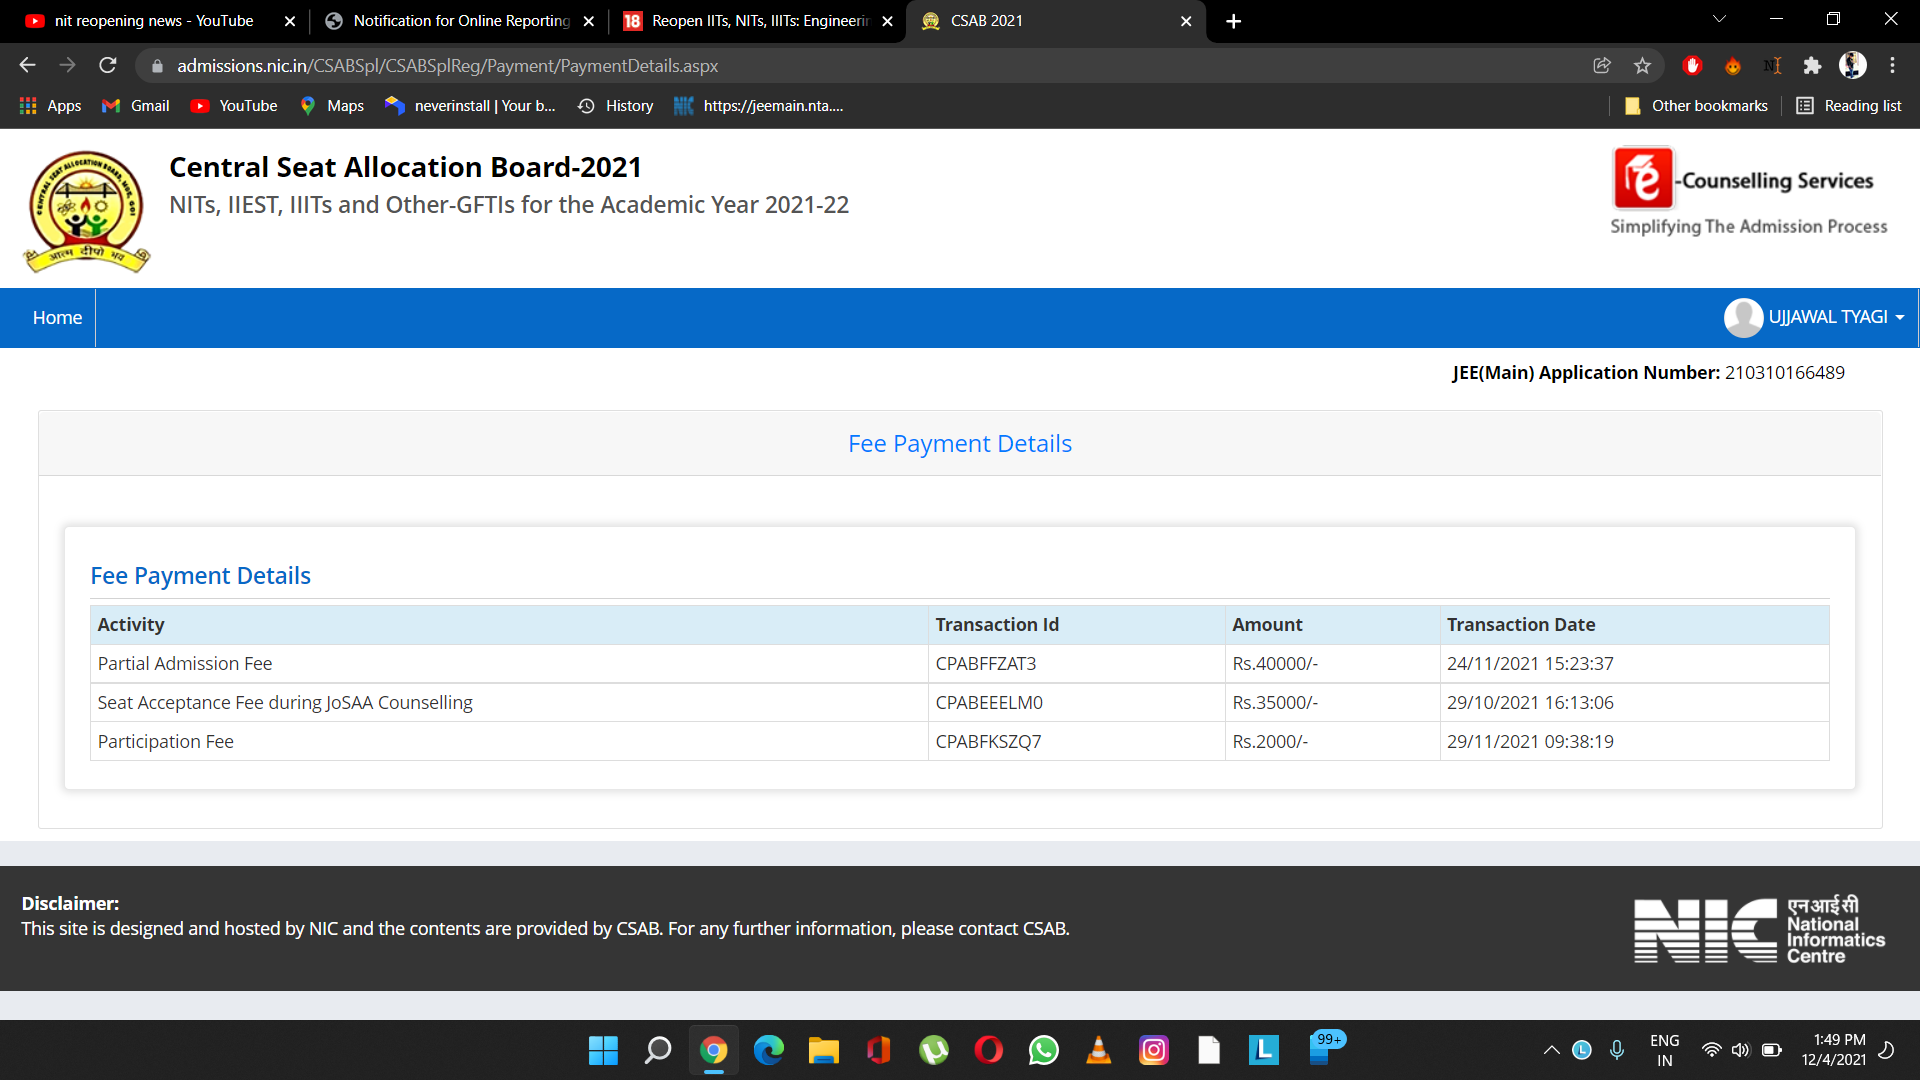 nit reopening news - YouTube
Notification for Online Reporting
Reopen IITs, NITs, IIITs: Engineerin
CSAB 2021
admissions.nic.in/CSABSpl/CSABSplReg/Payment/PaymentDetails.aspx
Apps
Gmail
YouTube
Maps
neverinstall | Your b...
History
https://jeemain.nta....
Other bookmarks
Reading list
CENTRAL SEAT ALLOCATION BOARD
आत्म दीपो भव
Central Seat Allocation Board-2021
NITs, IIEST, IIITs and Other-GFTIs for the Academic Year 2021-22
e-Counselling Services
Simplifying The Admission Process
Home
UJJAWAL TYAGI
JEE(Main) Application Number: 210310166489
Fee Payment Details
Fee Payment Details
Activity Transaction Id Amount Transaction Date
Partial Admission Fee CPABFFZAT3 Rs.40000/- 24/11/2021 15:23:37
Seat Acceptance Fee during JoSAA Counselling CPABEEELM0 Rs.35000/- 29/10/2021 16:13:06
Participation Fee CPABFKSZQ7 Rs.2000/- 29/11/2021 09:38:19
Disclaimer:
This site is designed and hosted by NIC and the contents are provided by CSAB. For any further information, please contact CSAB.
NIC
एनआईसी
National
Informatics
Centre
99+
ENG
IN
1:49 PM
12/4/2021